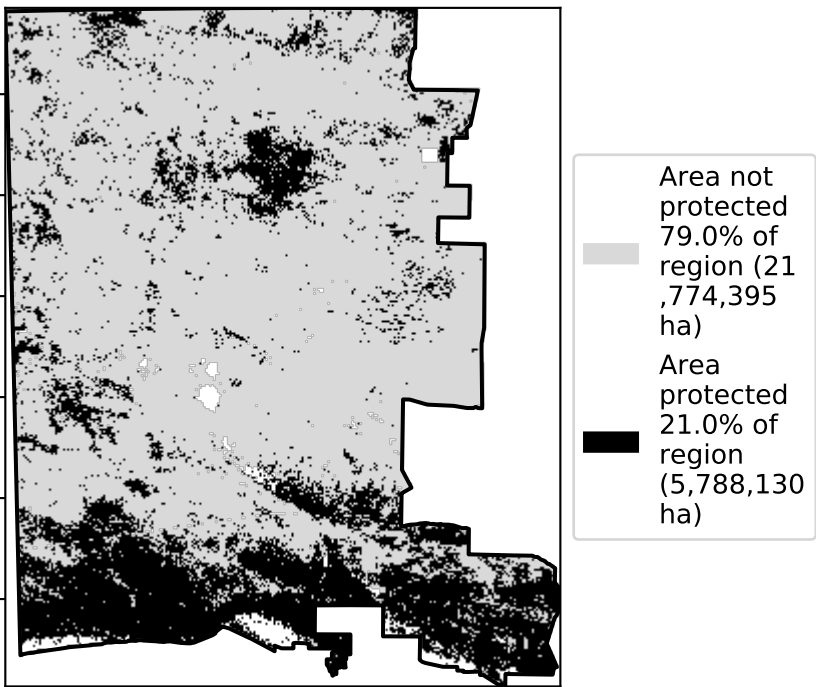 Area not
protected
79.0% of
region (21
,774,395
ha)
Area
protected
21.0% of
region
(5,788,130
ha)